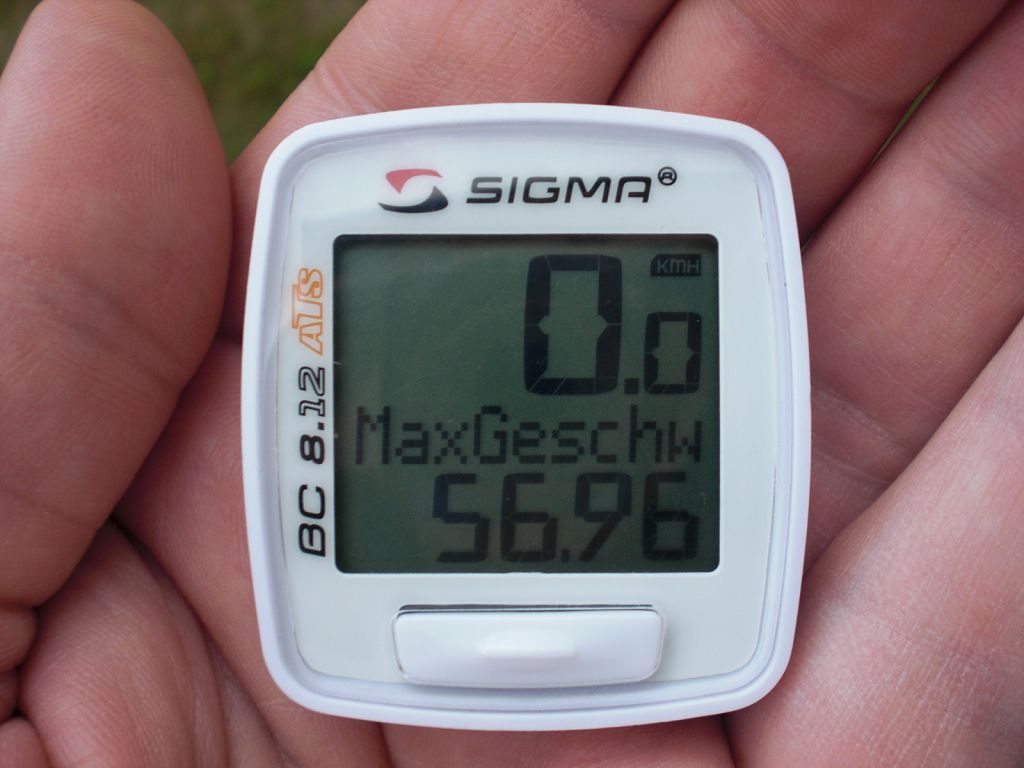 SIGMA®
BC 8.12 ATS
KMH
0.0
MaxGeschw
56.96